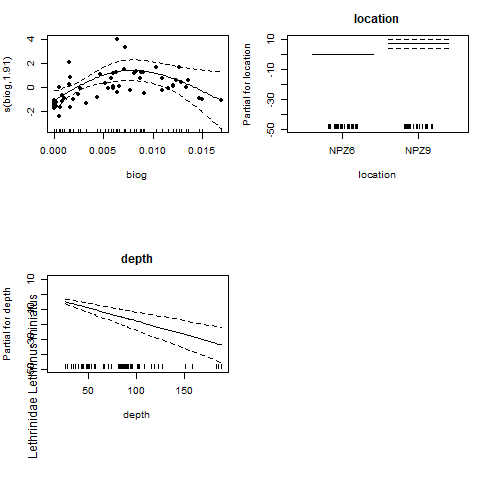 s(biog,1.91)
4
2
0
-2
0.000
0.005
0.010
0.015
biog
location
Partial for location
10
-10
-30
-50
NPZ6
NPZ9
location
depth
Partial for depth
Lethrinidae Lethrinus miniatus
10
50
100
150
depth